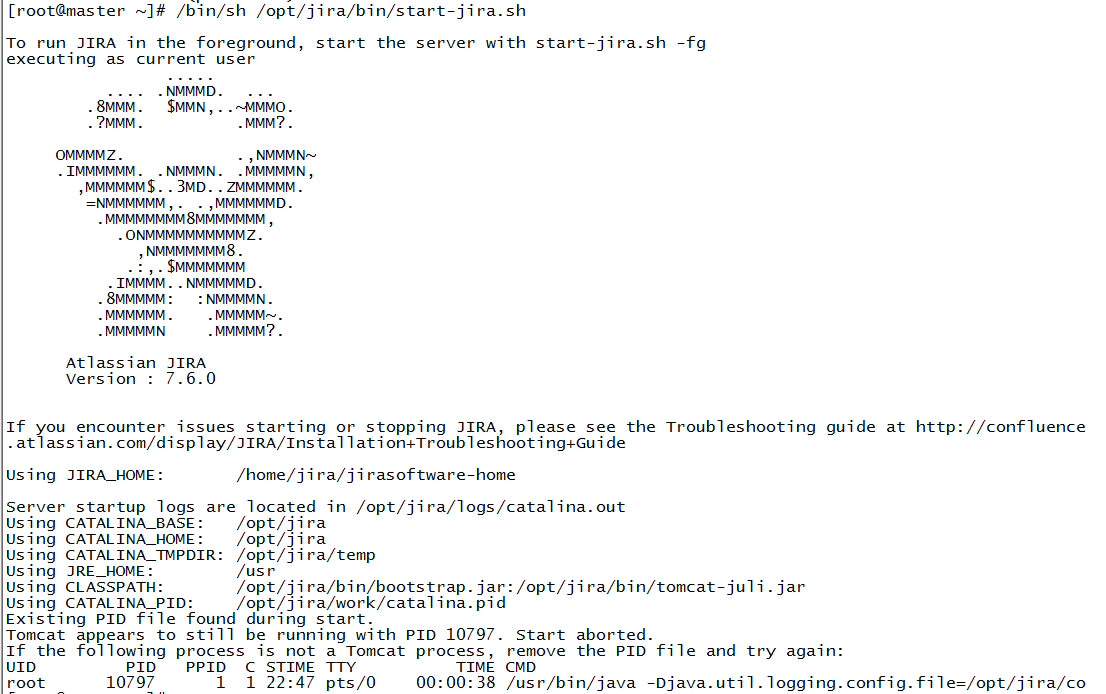 [root@master ~]# /bin/sh /opt/jira/bin/start-jira.sh
To run JIRA in the foreground, start the server with start-jira.sh -fg
executing as current user
.....
.... .NMMMD.  ...
.8MMM.  $MMN,..~MMMO.
.?MMM.         .MMM?.
OMMMMZ.           .,NMMMN~
.IMMMMMM. .NMMMN. .MMMMMN,
,MMMMMM$..3MD..ZMMMMMM.
=NMMMMMM,. .,MMMMMMD.
.MMMMMMMM8MMMMMMM,
.ONMMMMMMMMMMZ.
,NMMMMMMM8.
.:,.$MMMMMMM
.IMMMM..NMMMMMD.
.8MMMMM:  :NMMMMN.
.MMMMMM.   .MMMMM~.
.MMMMMN    .MMMMM?.
Atlassian JIRA
Version : 7.6.0
If you encounter issues starting or stopping JIRA, please see the Troubleshooting guide at http://confluence
.atlassian.com/display/JIRA/Installation+Troubleshooting+Guide
Using JIRA_HOME:       /home/jira/jirasoftware-home
Server startup logs are located in /opt/jira/logs/catalina.out
Using CATALINA_BASE:   /opt/jira
Using CATALINA_HOME:   /opt/jira
Using CATALINA_TMPDIR: /opt/jira/temp
Using JRE_HOME:        /usr
Using CLASSPATH:       /opt/jira/bin/bootstrap.jar:/opt/jira/bin/tomcat-juli.jar
Using CATALINA_PID:    /opt/jira/work/catalina.pid
Existing PID file found during start.
Tomcat appears to still be running with PID 10797. Start aborted.
If the following process is not a Tomcat process, remove the PID file and try again:
UID         PID   PPID  C STIME TTY          TIME CMD
root      10797      1  1 22:47 pts/0    00:00:38 /usr/bin/java -Djava.util.logging.config.file=/opt/jira/co